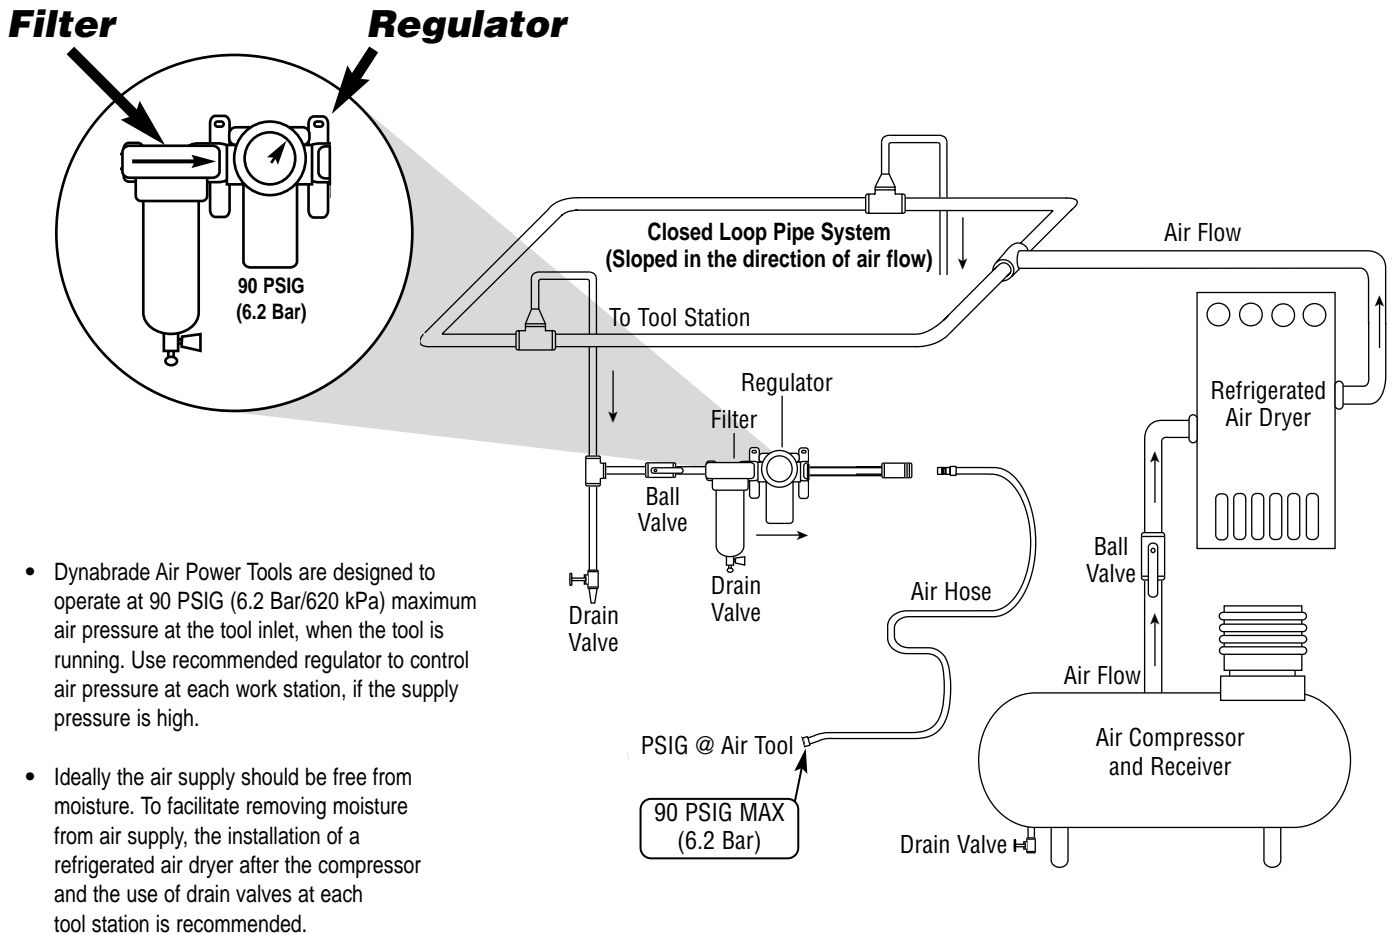 Filter
Regulator
90 PSIG
(6.2 Bar)
Closed Loop Pipe System
(Sloped in the direction of air flow)
Air Flow
To Tool Station
Refrigerated
Air Dryer
Regulator
Filter
Ball
Valve
Drain
Valve
Drain
Valve
Air Hose
Ball
Valve
Air Flow
PSIG @ Air Tool
90 PSIG MAX
(6.2 Bar)
Air Compressor
and Receiver
Drain Valve
• Dynabrade Air Power Tools are designed to
operate at 90 PSIG (6.2 Bar/620 kPa) maximum
air pressure at the tool inlet, when the tool is
running. Use recommended regulator to control
air pressure at each work station, if the supply
pressure is high.
• Ideally the air supply should be free from
moisture. To facilitate removing moisture
from air supply, the installation of a
refrigerated air dryer after the compressor
and the use of drain valves at each
tool station is recommended.